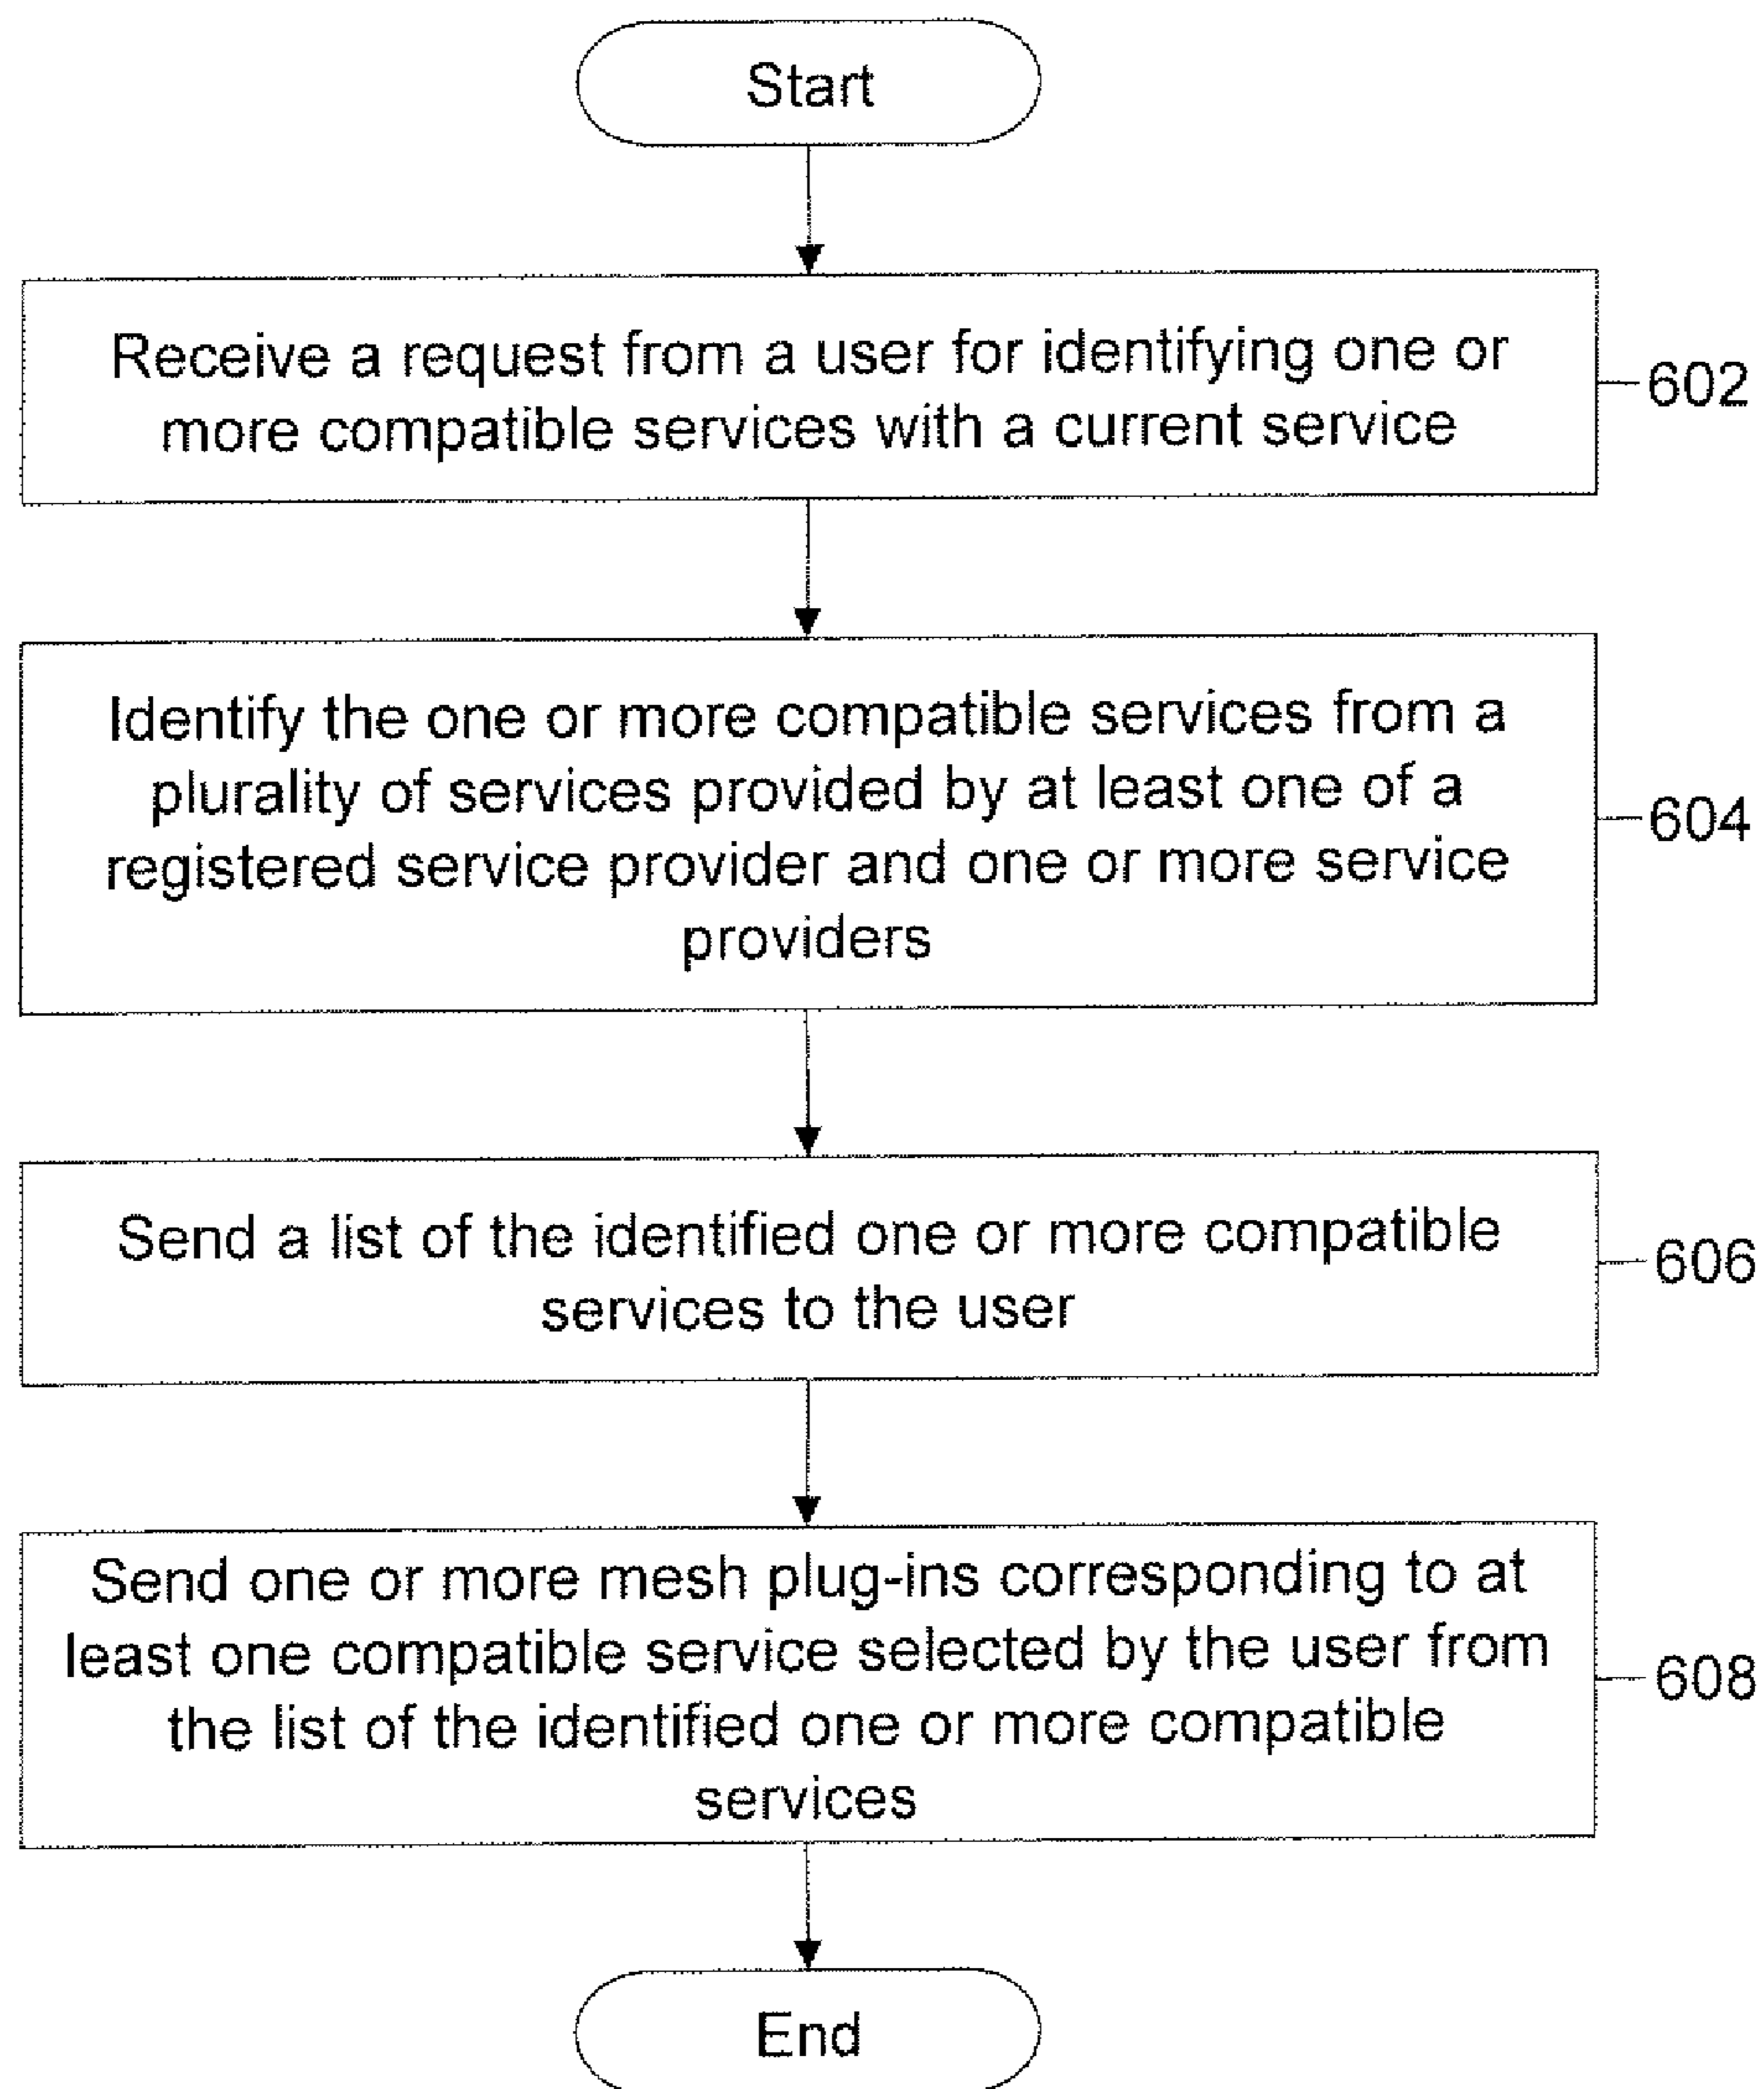 Start
Receive a request from a user for identifying one or
more compatible services with a current service
602
Identify the one or more compatible services from a
plurality of services provided by at least one of a
registered service provider and one or more service
providers
604
Send a list of the identified one or more compatible
services to the user
606
Send one or more mesh plug-ins corresponding to at
least one compatible service selected by the user from
the list of the identified one or more compatible
services
608
End